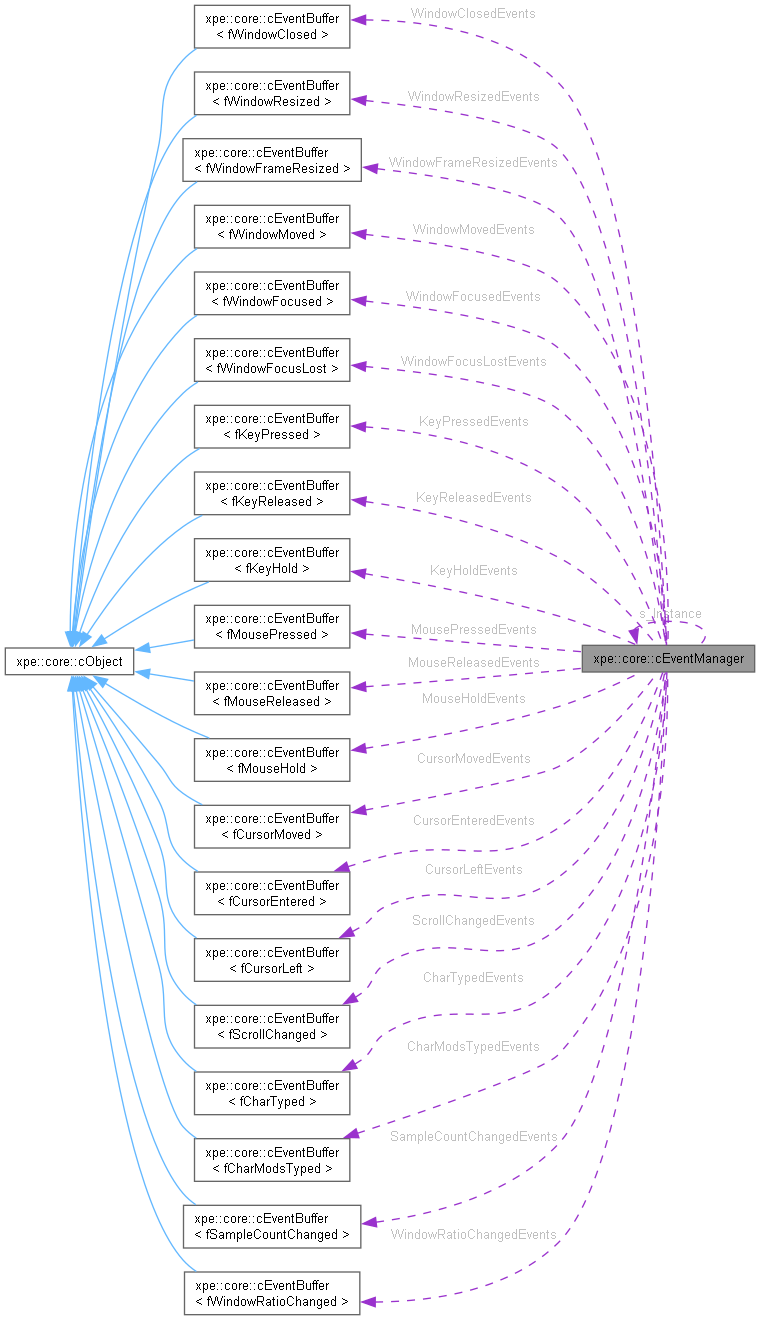 xpe::core::cEventBuffer
< fWindowClosed >
WindowClosedEvents
xpe::core::cEventBuffer
< fWindowResized >
WindowResizedEvents
xpe::core::cEventBuffer
< fWindowFrameResized >
WindowFrameResizedEvents
xpe::core::cEventBuffer
< fWindowMoved >
WindowMovedEvents
xpe::core::cEventBuffer
< fWindowFocused >
WindowFocusedEvents
xpe::core::cEventBuffer
< fWindowFocusLost >
WindowFocusLostEvents
xpe::core::cEventBuffer
< fKeyPressed >
KeyPressedEvents
xpe::core::cEventBuffer
< fKeyReleased >
KeyReleasedEvents
xpe::core::cEventBuffer
< fKeyHold >
KeyHoldEvents
xpe::core::cEventBuffer
< fMousePressed >
MousePressedEvents
s_Instance
xpe::core::cObject
xpe::core::cEventManager
xpe::core::cEventBuffer
< fMouseReleased >
MouseReleasedEvents
xpe::core::cEventBuffer
< fMouseHold >
MouseHoldEvents
xpe::core::cEventBuffer
< fCursorMoved >
CursorMovedEvents
xpe::core::cEventBuffer
< fCursorEntered >
CursorEnteredEvents
xpe::core::cEventBuffer
< fCursorLeft >
CursorLeftEvents
xpe::core::cEventBuffer
< fScrollChanged >
ScrollChangedEvents
xpe::core::cEventBuffer
< fCharTyped >
CharTypedEvents
xpe::core::cEventBuffer
< fCharModsTyped >
CharModsTypedEvents
xpe::core::cEventBuffer
< fSampleCountChanged >
SampleCountChangedEvents
xpe::core::cEventBuffer
< fWindowRatioChanged >
WindowRatioChangedEvents